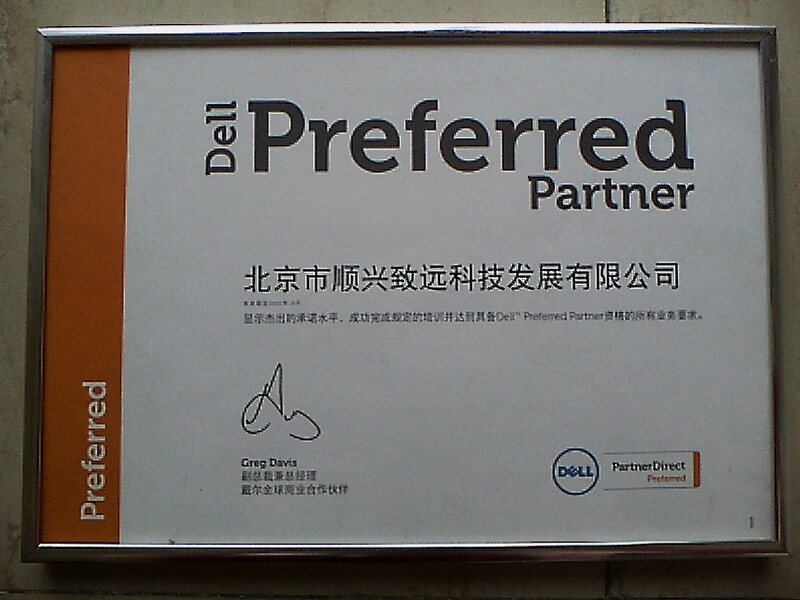 Dell Preferred
Partner
北京市顺兴致远科技发展有限公司
显示杰出的承诺水平，成功完成规定的培训并达到具备Dell™ Preferred Partner资格的所有业务要求。
Greg Davis
副总裁兼总经理
戴尔全球商业合作伙伴
Preferred
DELL
PartnerDirect
Preferred